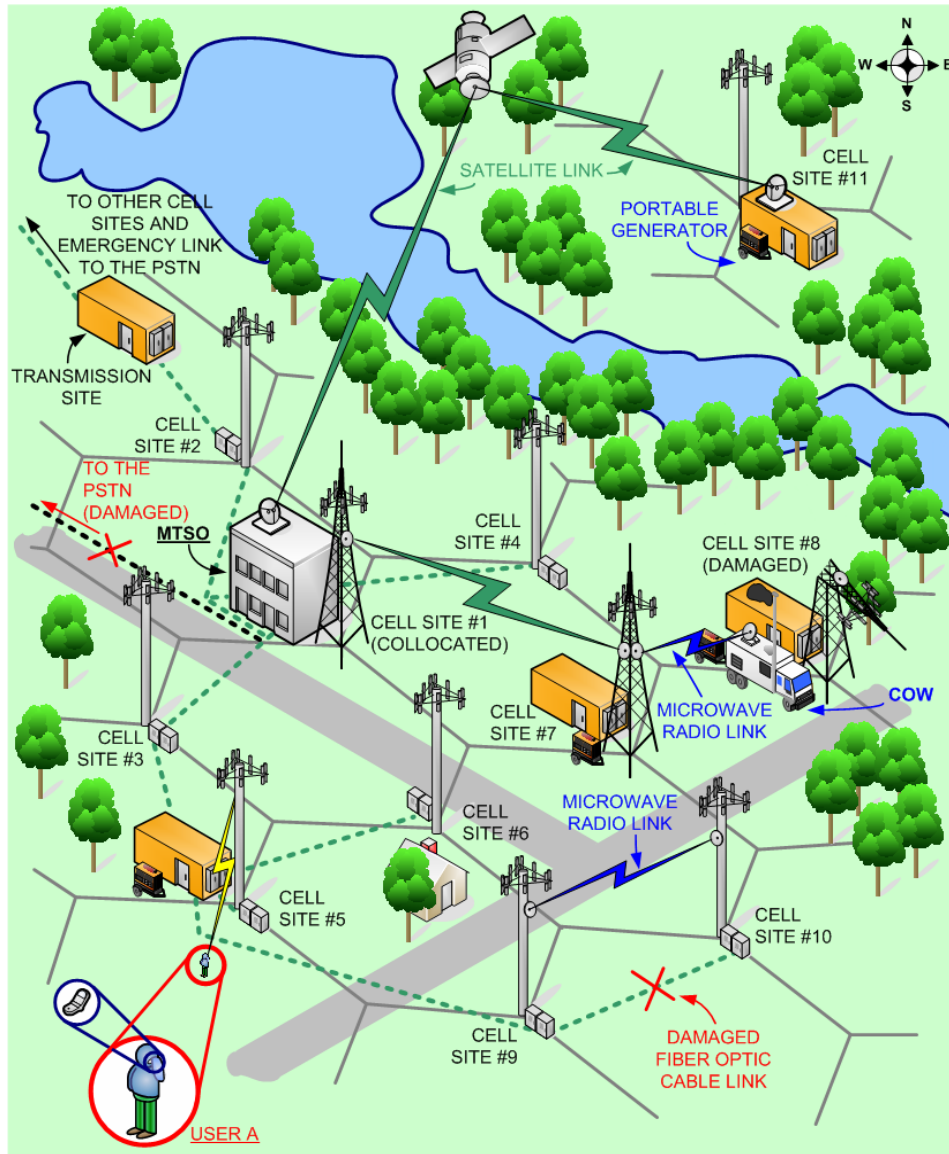 N
W
E
S
SATELLITE LINK
CELL
SITE #11
PORTABLE
GENERATOR
TO OTHER CELL
SITES AND
EMERGENCY LINK
TO THE PSTN
TRANSMISSION
SITE
CELL
SITE #2
TO THE
PSTN
(DAMAGED)
MTSO
CELL
SITE #4
CELL SITE #8
(DAMAGED)
CELL SITE #1
(COLLOCATED)
COW
CELL
SITE #7
MICROWAVE
RADIO LINK
CELL
SITE #3
MICROWAVE
RADIO LINK
CELL
SITE #6
CELL
SITE #5
CELL
SITE #10
CELL
SITE #9
DAMAGED
FIBER OPTIC
CABLE LINK
USER A